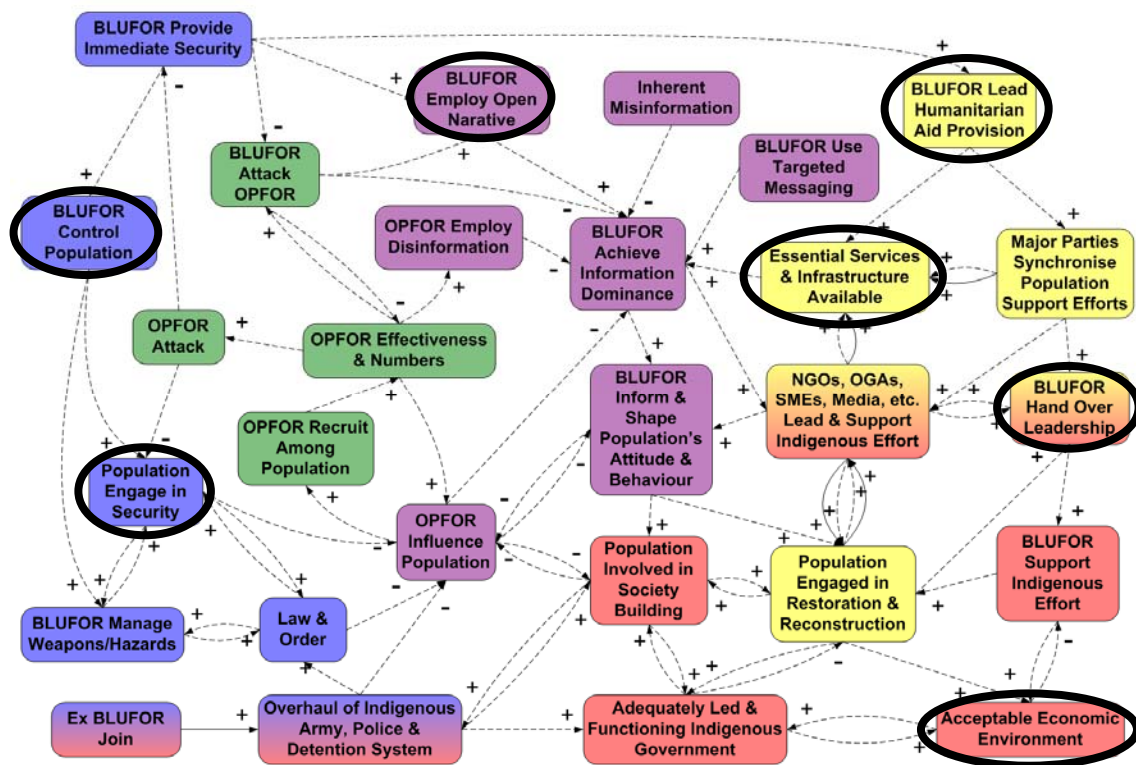 BLUFOR Provide
Immediate Security
BLUFOR
Employ Open
Narative
Inherent
Misinformation
BLUFOR Lead
Humanitarian
Aid Provision
BLUFOR
Attack
OPFOR
BLUFOR Use
Targeted
Messaging
BLUFOR
Control
Population
OPFOR Employ
Disinformation
BLUFOR
Achieve
Information
Dominance
Essential Services
& Infrastructure
Available
Major Parties
Synchronise
Population
Support Efforts
OPFOR
Attack
OPFOR Effectiveness
& Numbers
BLUFOR
Inform &
Shape
Population's
Attitude &
Behaviour
NGOs, OGAs,
SMEs, Media, etc.
Lead & Support
Indigenous Effort
BLUFOR
Hand Over
Leadership
OPFOR Recruit
Among
Population
Population
Engage in
Security
OPFOR
Influence
Population
Population
Involved in
Society
Building
Population
Engaged in
Restoration &
Reconstruction
BLUFOR
Support
Indigenous
Effort
BLUFOR Manage
Weapons/Hazards
Law &
Order
Ex BLUFOR
Join
Overhaul of Indigenous
Army, Police &
Detention System
Adequately Led &
Functioning Indigenous
Government
Acceptable Economic
Environment